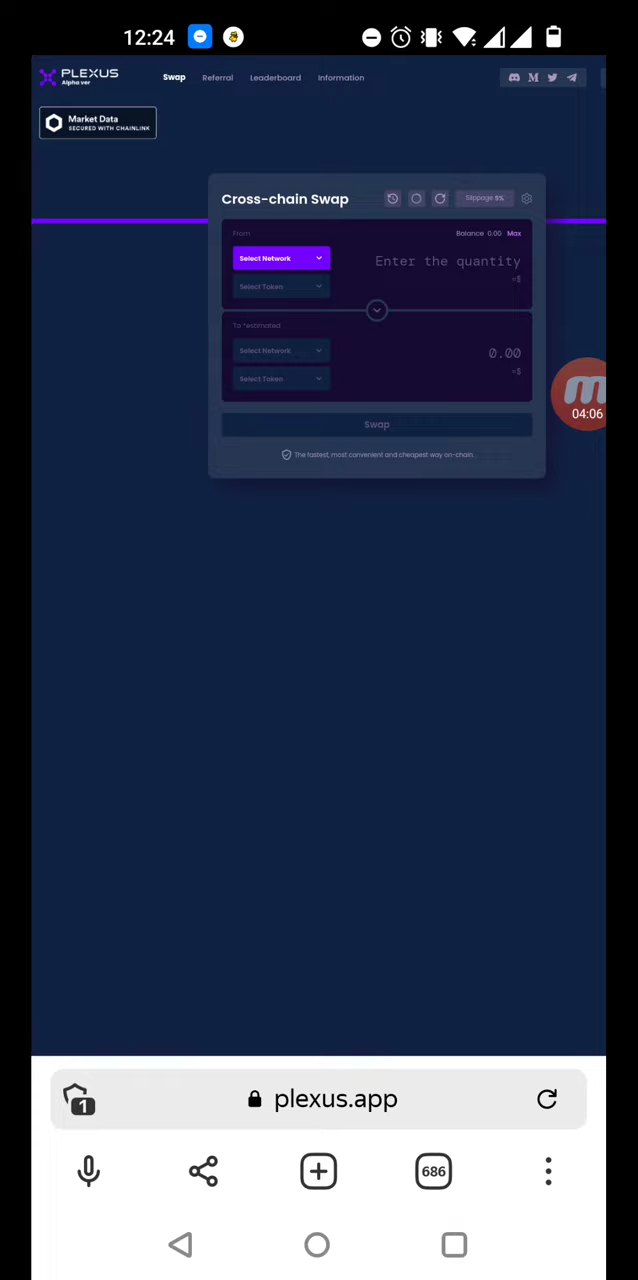 12:24
PLEXUS
Alpha ver
Swap Referral Leaderboard Information
Market Data
SECURED WITH CHAINLINK
Cross-chain Swap
Slippage 5%
From
Balance 0.00 Max
Select Network
Enter the quantity
Select Token
≈$
To *estimated
Select Network
0.00
≈$
Select Token
04:06
Swap
The fastest, most convenient and cheapest way on-chain.
1
plexus.app
686